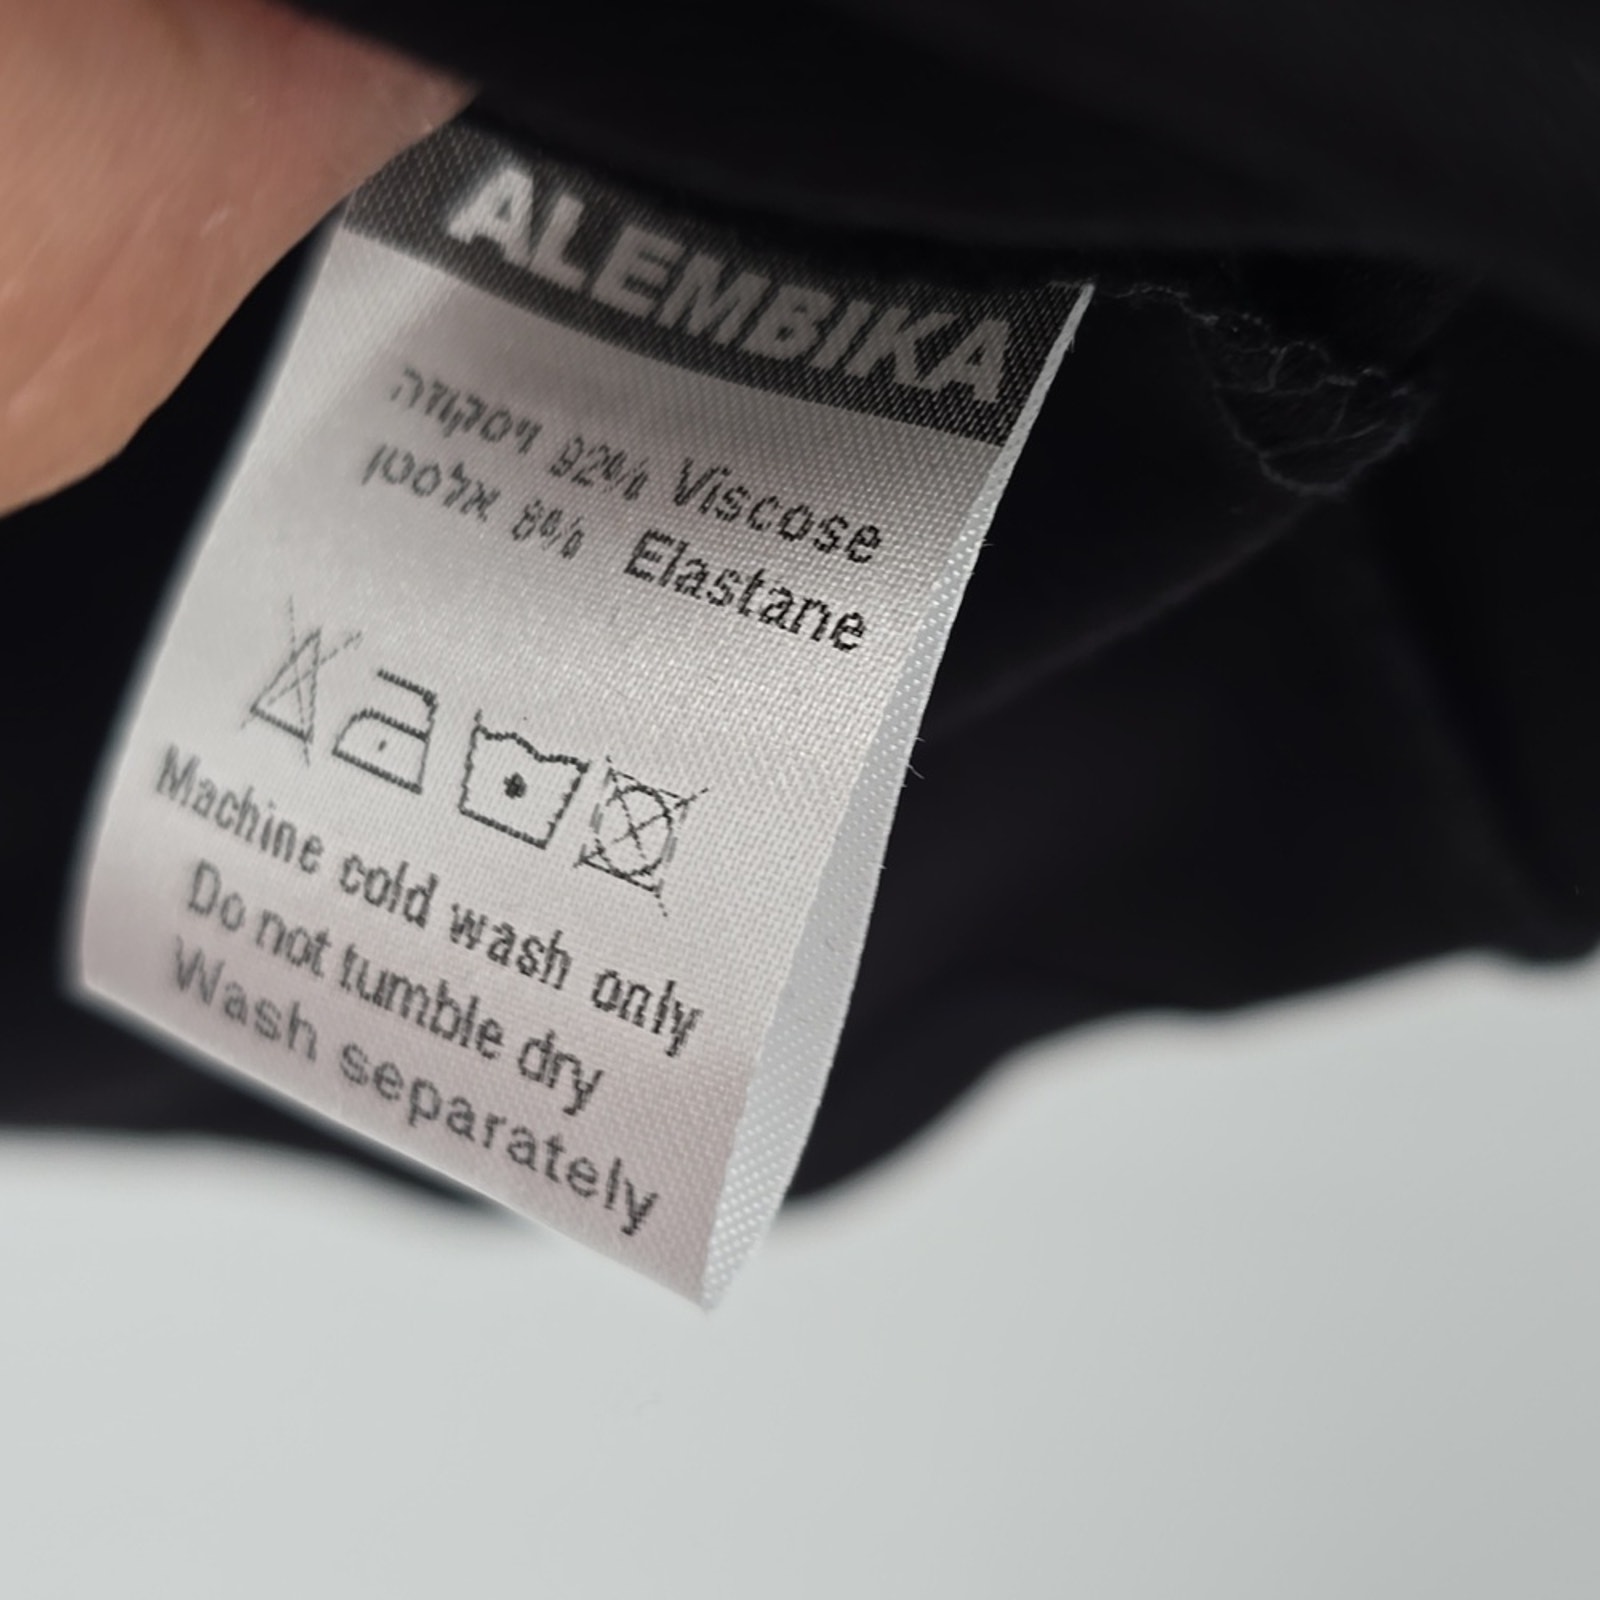 ALEMBIKA
ויסקוזה 92% Viscose
אלסטן 8% Elastane
Machine cold wash only
Do not tumble dry
Wash separately